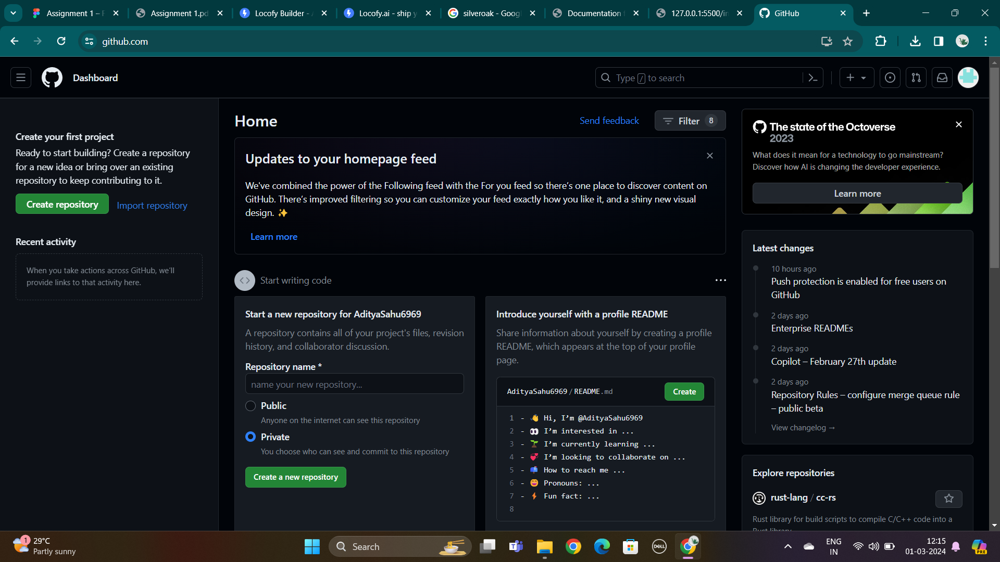 Assignment 1 –
Assignment 1.pd
Locofy Builder -
Locofy.ai - ship y
silveroak - Goog
Documentation
127.0.0.1:5500/in
GitHub
github.com
Dashboard
Type / to search
Create your first project
Ready to start building? Create a repository
for a new idea or bring over an existing
repository to keep contributing to it.
Create repository
Import repository
Recent activity
When you take actions across GitHub, we’ll
provide links to that activity here.
Home
Send feedback
Filter 8
Updates to your homepage feed
We've combined the power of the Following feed with the For you feed so there’s one place to discover content on
GitHub. There’s improved filtering so you can customize your feed exactly how you like it, and a shiny new visual
design. ✨
Learn more
Start writing code
Start a new repository for AdityaSahu6969
A repository contains all of your project's files, revision
history, and collaborator discussion.
Repository name *
name your new repository...
Public
Anyone on the internet can see this repository
Private
You choose who can see and commit to this repository
Create a new repository
Introduce yourself with a profile README
Share information about yourself by creating a profile
README, which appears at the top of your profile
page.
AdityaSahu6969 / README.md
Create
1 - 👋 Hi, I’m @AdityaSahu6969
2 - 👀 I’m interested in ...
3 - 🌱 I’m currently learning ...
4 - 💞️ I’m looking to collaborate on ...
5 - 📫 How to reach me ...
6 - 😄 Pronouns: ...
7 - ⚡ Fun fact: ...
8
The state of the Octoverse
2023
What does it mean for a technology to go mainstream?
Discover how AI is changing the developer experience.
Learn more
Latest changes
10 hours ago
Push protection is enabled for free users on
GitHub
2 days ago
Enterprise READMEs
2 days ago
Copilot – February 27th update
2 days ago
Repository Rules – configure merge queue rule
– public beta
View changelog →
Explore repositories
rust-lang / cc-rs
Rust library for build scripts to compile C/C++ code into a
Rust library
1
29°C
Partly sunny
Search
DELL
ENG
IN
12:15
01-03-2024
PRE